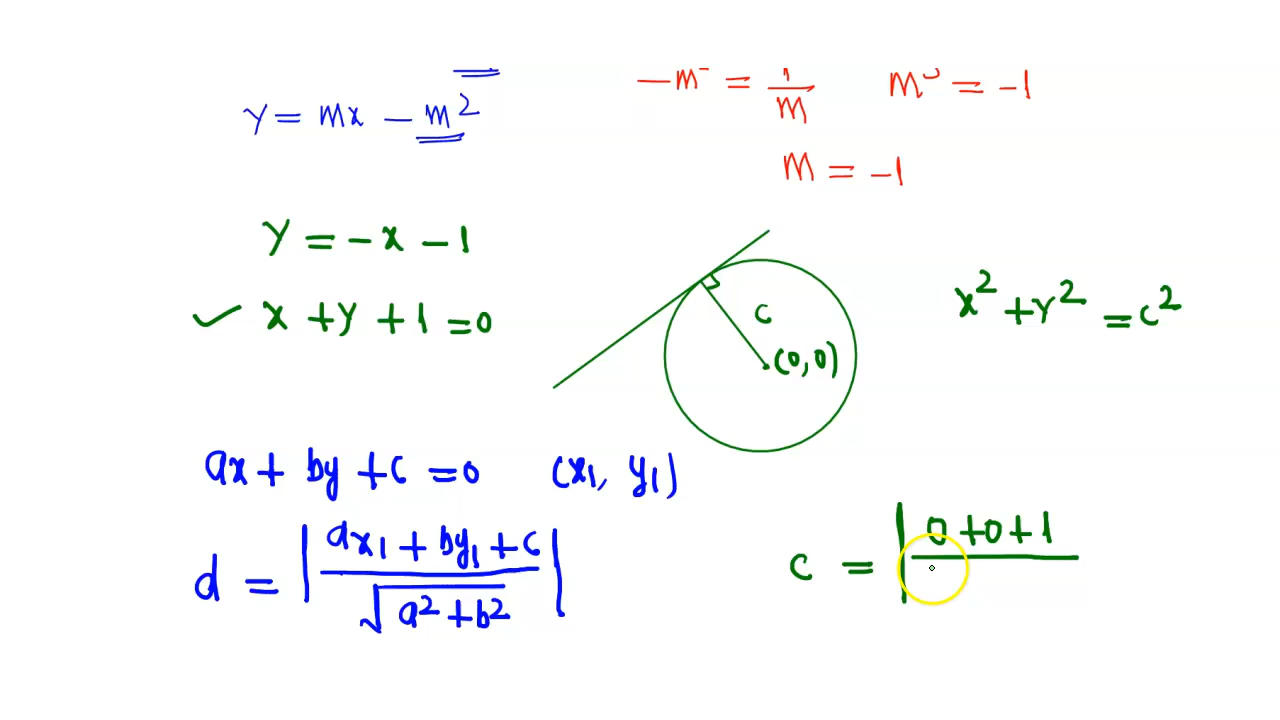 -m² = 1/m   m³ = -1
y = mx - m²
m = -1
y = -x - 1
✓ x + y + 1 = 0
c
(0,0)
x² + y² = c²
ax + by + c = 0   (x₁, y₁)
d = | (ax₁ + by₁ + c) / √(a² + b²) |
c = | 0 + 0 + 1